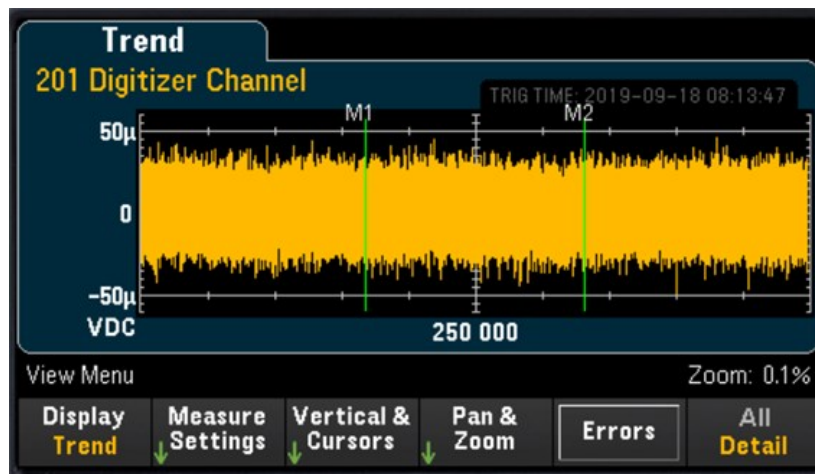 Trend
201 Digitizer Channel
TRIG TIME: 2019-09-18 08:13:47
M1 M2
50µ
0
-50µ
VDC 250 000
View Menu Zoom: 0.1%
Display Trend
Measure Settings
Vertical & Cursors
Pan & Zoom
Errors
All Detail